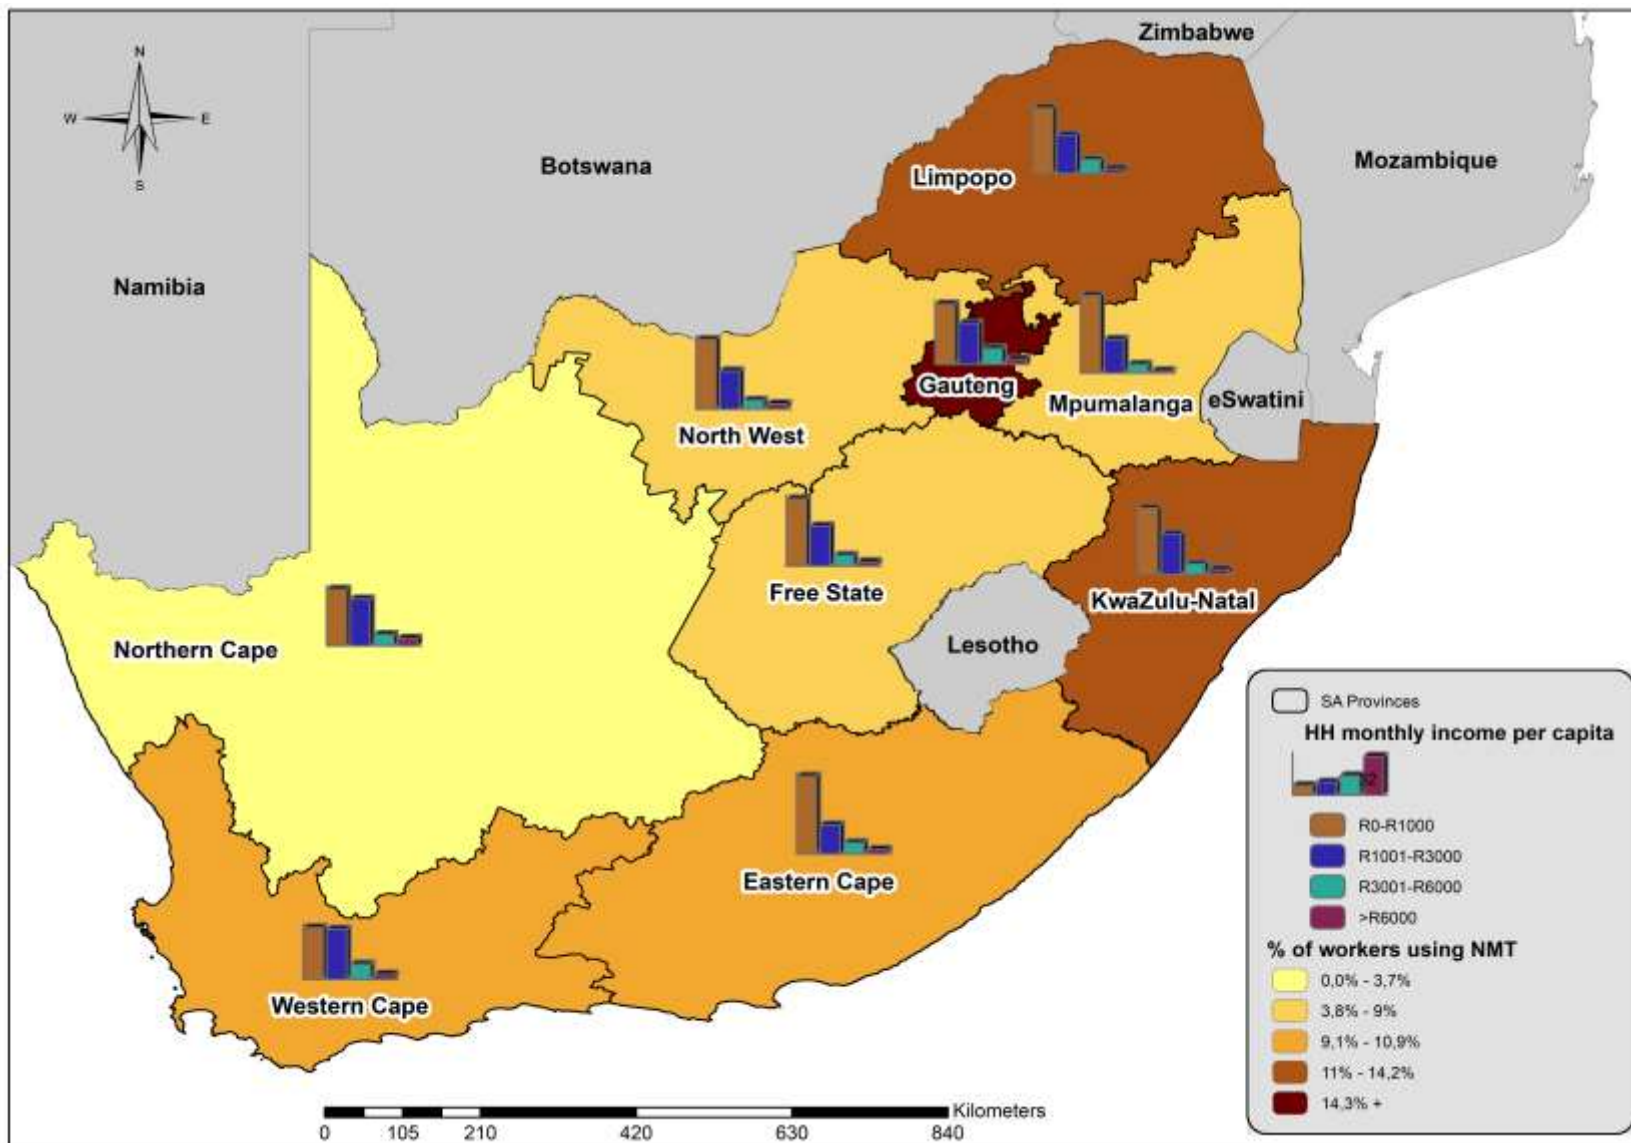 Zimbabwe
N
W
E
S
Botswana
Mozambique
Limpopo
Namibia
Gauteng
Mpumalanga
eSwatini
North West
Free State
KwaZulu-Natal
Lesotho
Northern Cape
Eastern Cape
Western Cape
SA Provinces
HH monthly income per capita
R0-R1000
R1001-R3000
R3001-R6000
>R6000
% of workers using NMT
0,0% - 3,7%
3,8% - 9%
9,1% - 10,9%
11% - 14,2%
14,3% +
Kilometers
0 105 210 420 630 840